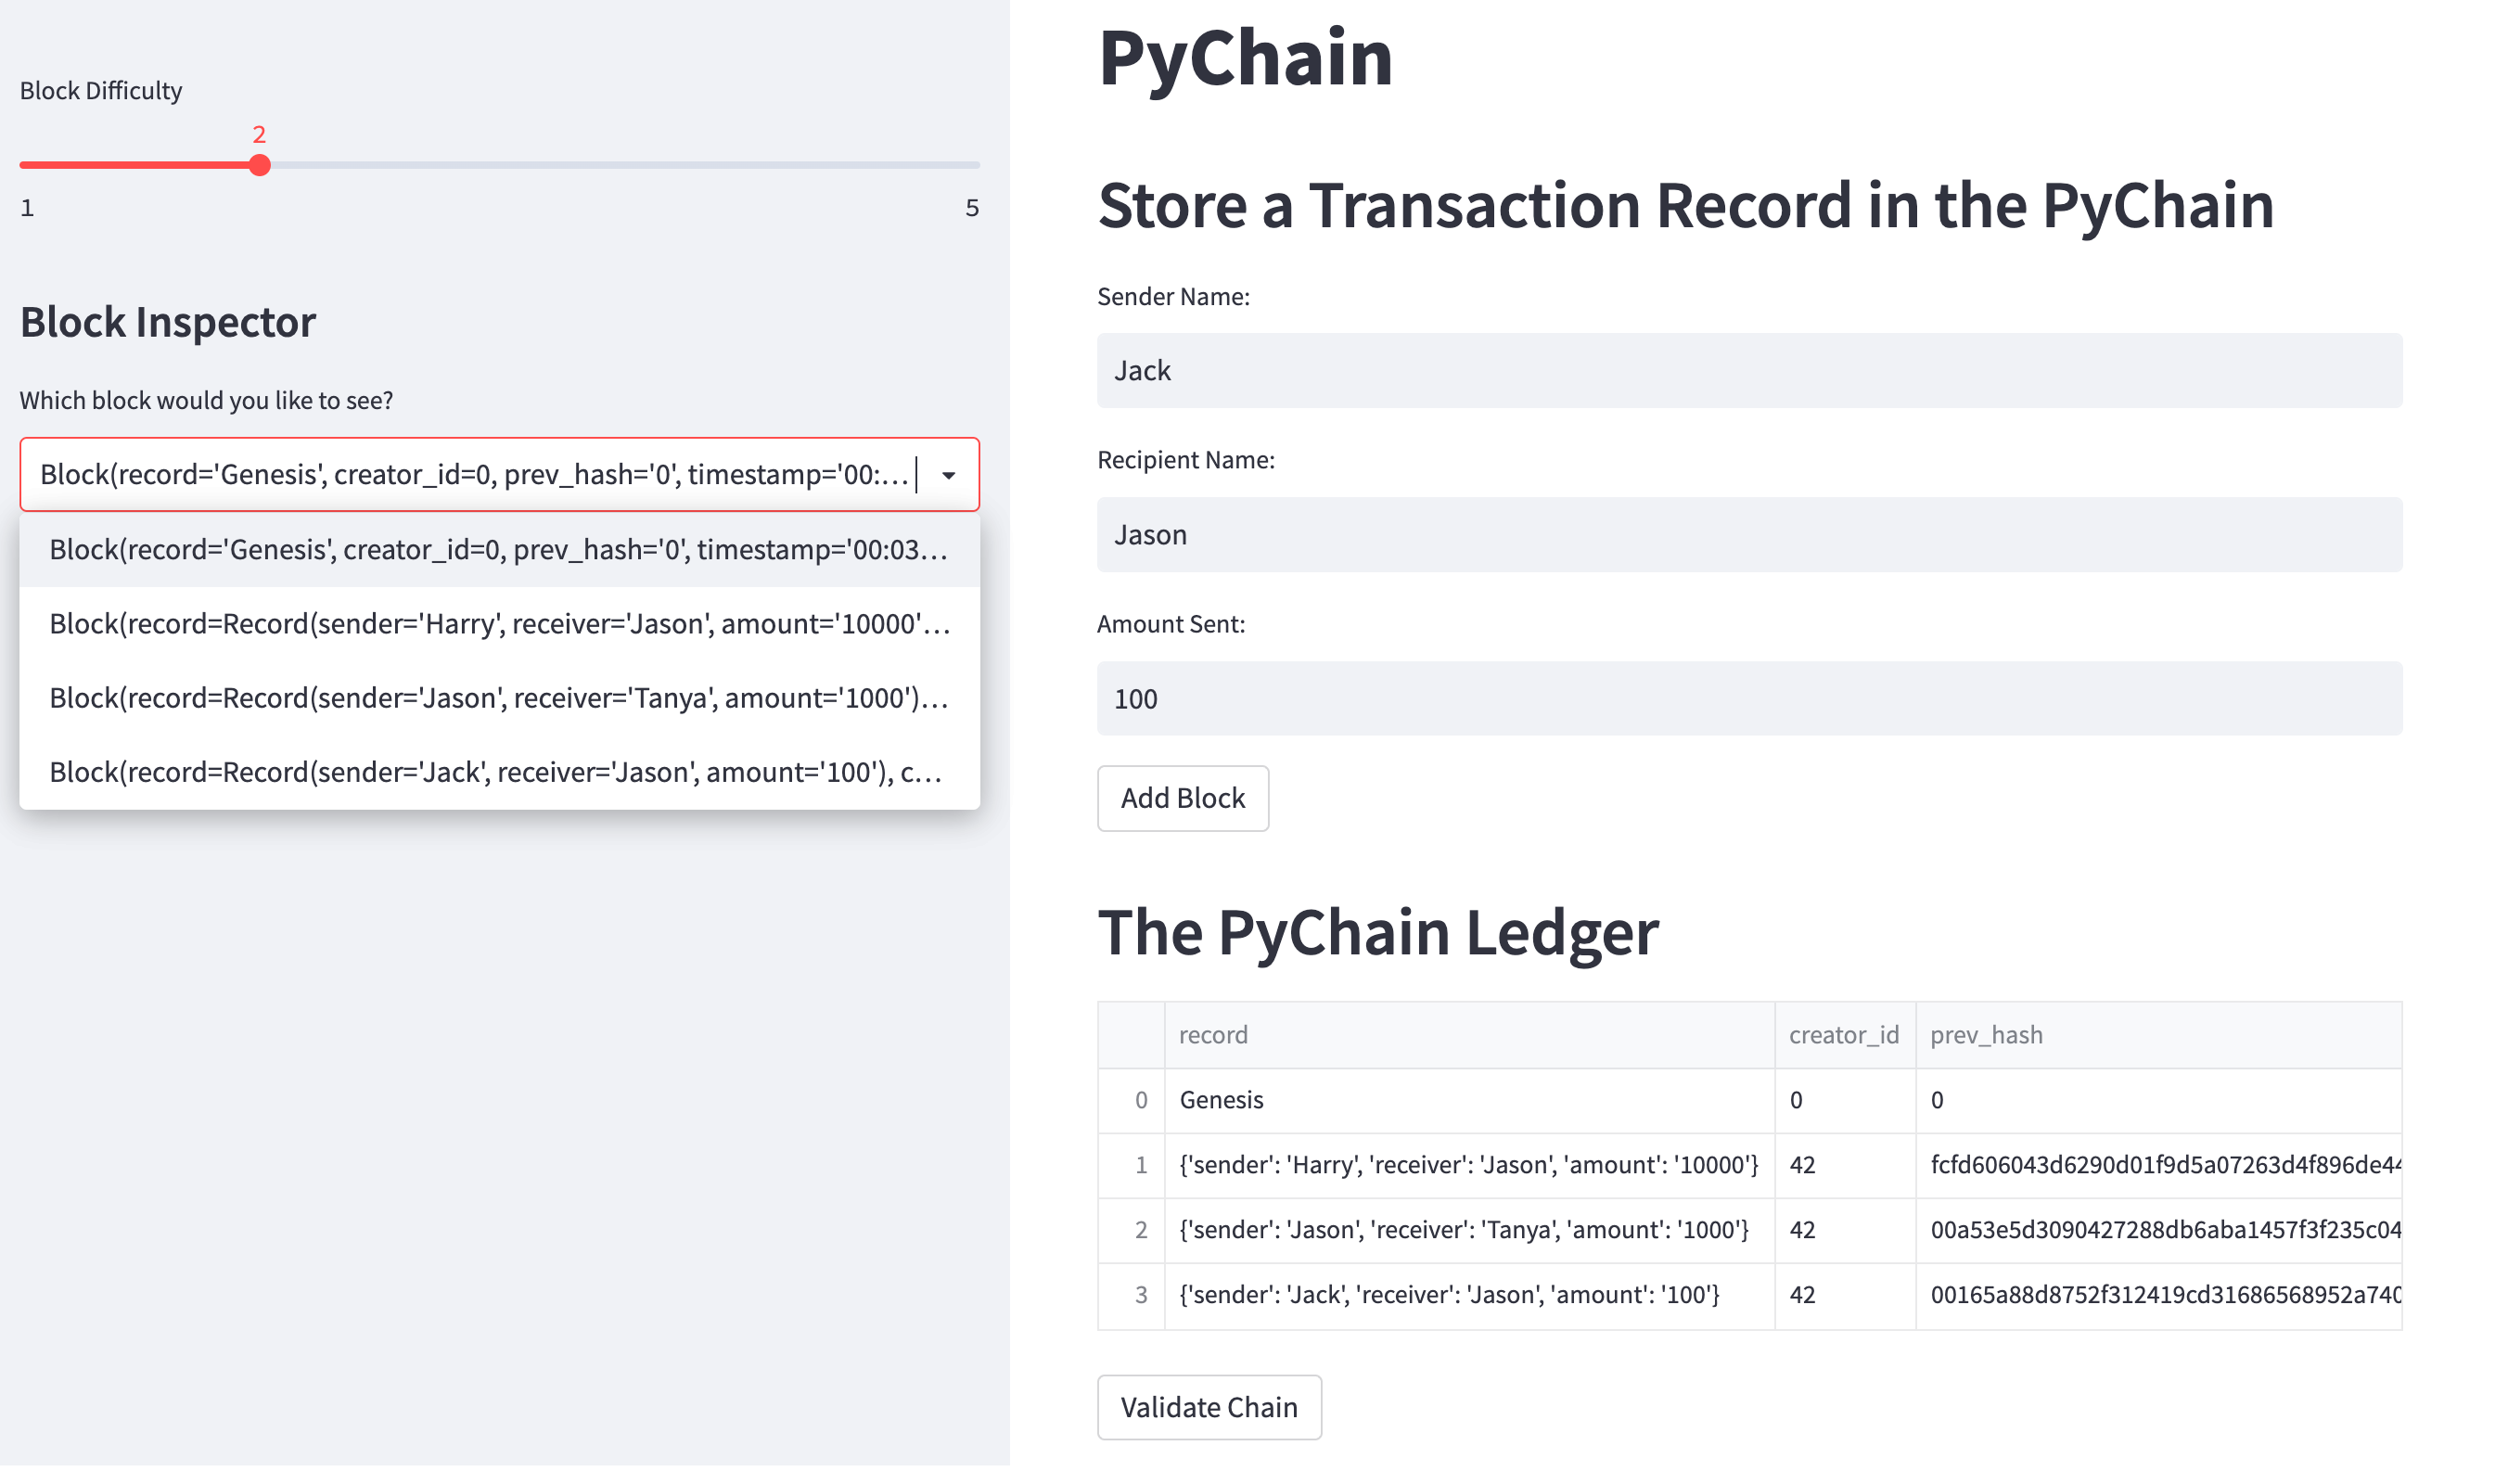 Block Difficulty
2
1 5
Block Inspector
Which block would you like to see?
Block(record='Genesis', creator_id=0, prev_hash='0', timestamp='00:...
Block(record='Genesis', creator_id=0, prev_hash='0', timestamp='00:03...
Block(record=Record(sender='Harry', receiver='Jason', amount='10000'...
Block(record=Record(sender='Jason', receiver='Tanya', amount='1000')...
Block(record=Record(sender='Jack', receiver='Jason', amount='100'), c...
PyChain
Store a Transaction Record in the PyChain
Sender Name:
Jack
Recipient Name:
Jason
Amount Sent:
100
Add Block
The PyChain Ledger
record creator_id prev_hash
0 Genesis 0 0
1 {'sender': 'Harry', 'receiver': 'Jason', 'amount': '10000'} 42 fcfd606043d6290d01f9d5a07263d4f896de44
2 {'sender': 'Jason', 'receiver': 'Tanya', 'amount': '1000'} 42 00a53e5d3090427288db6aba1457f3f235c04
3 {'sender': 'Jack', 'receiver': 'Jason', 'amount': '100'} 42 00165a88d8752f312419cd31686568952a740
Validate Chain